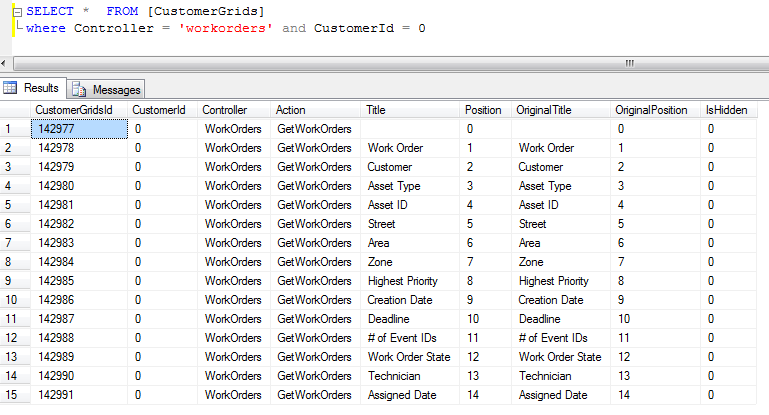 SELECT *  FROM [CustomerGrids]
where Controller = 'workorders' and CustomerId = 0
Results Messages
CustomerGridsId CustomerId Controller Action Title Position OriginalTitle OriginalPosition IsHidden
1 142977 0 WorkOrders GetWorkOrders 0 0 0
2 142978 0 WorkOrders GetWorkOrders Work Order 1 Work Order 1 0
3 142979 0 WorkOrders GetWorkOrders Customer 2 Customer 2 0
4 142980 0 WorkOrders GetWorkOrders Asset Type 3 Asset Type 3 0
5 142981 0 WorkOrders GetWorkOrders Asset ID 4 Asset ID 4 0
6 142982 0 WorkOrders GetWorkOrders Street 5 Street 5 0
7 142983 0 WorkOrders GetWorkOrders Area 6 Area 6 0
8 142984 0 WorkOrders GetWorkOrders Zone 7 Zone 7 0
9 142985 0 WorkOrders GetWorkOrders Highest Priority 8 Highest Priority 8 0
10 142986 0 WorkOrders GetWorkOrders Creation Date 9 Creation Date 9 0
11 142987 0 WorkOrders GetWorkOrders Deadline 10 Deadline 10 0
12 142988 0 WorkOrders GetWorkOrders # of Event IDs 11 # of Event IDs 11 0
13 142989 0 WorkOrders GetWorkOrders Work Order State 12 Work Order State 12 0
14 142990 0 WorkOrders GetWorkOrders Technician 13 Technician 13 0
15 142991 0 WorkOrders GetWorkOrders Assigned Date 14 Assigned Date 14 0